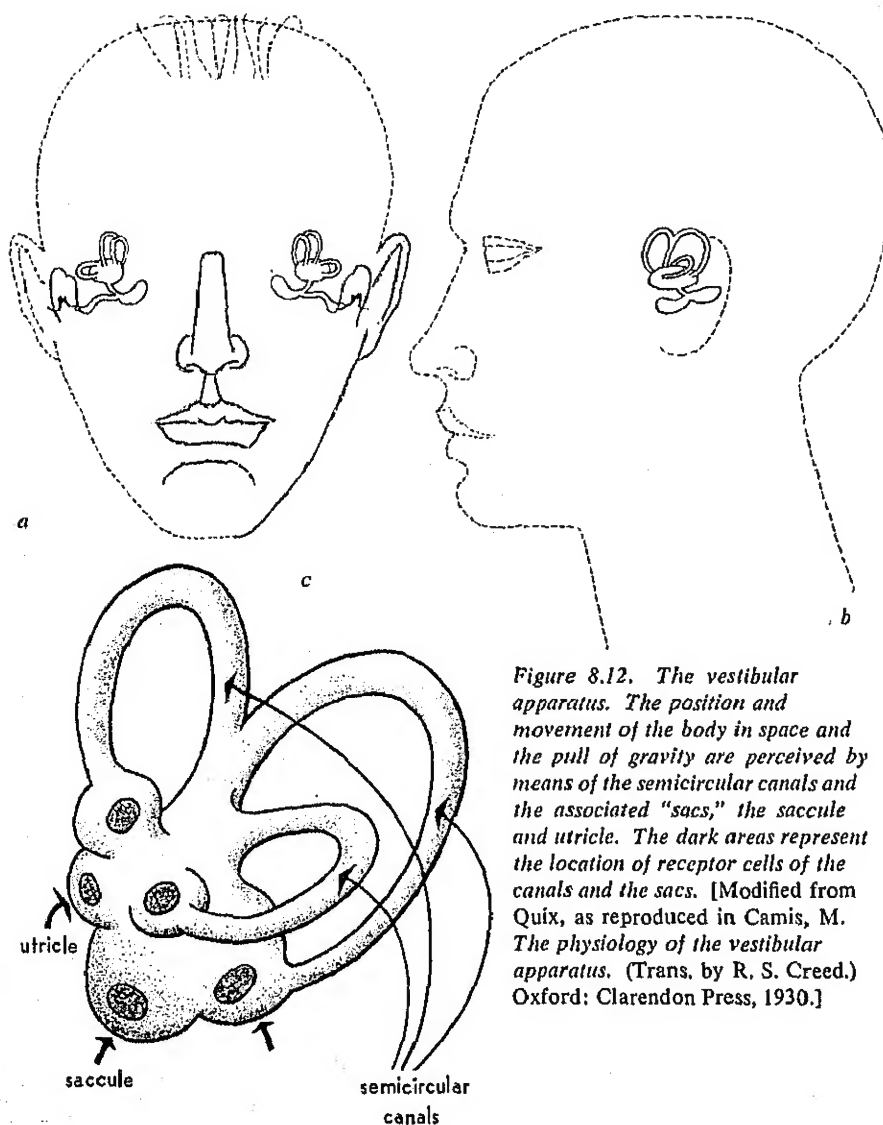 a
b
c
Figure 8.12. The vestibular
apparatus. The position and
movement of the body in space and
the pull of gravity are perceived by
means of the semicircular canals and
the associated "sacs," the saccule
and utricle. The dark areas represent
the location of receptor cells of the
canals and the sacs. [Modified from
Quix, as reproduced in Camis, M.
The physiology of the vestibular
apparatus. (Trans. by R. S. Creed.)
Oxford: Clarendon Press, 1930.]
utricle
saccule
semicircular
canals